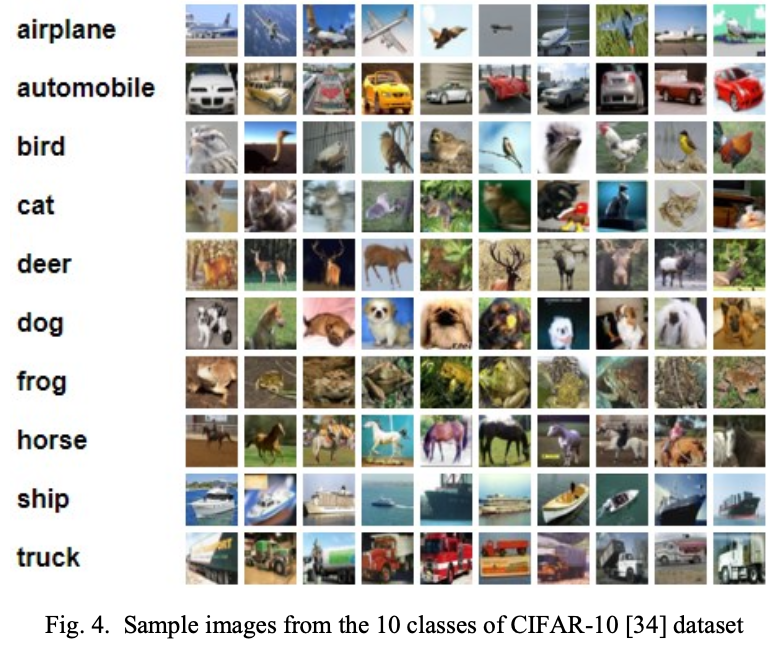 airplane
automobile
bird
cat
deer
dog
frog
horse
ship
truck
Fig. 4. Sample images from the 10 classes of CIFAR-10 [34] dataset